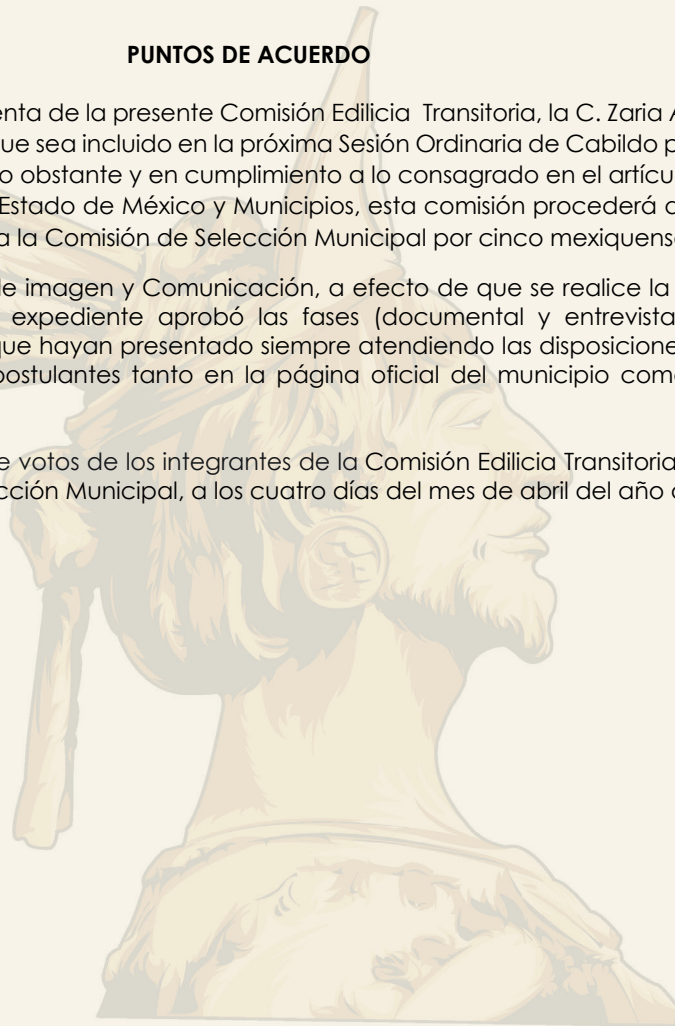 PUNTOS DE ACUERDO
enta de la presente Comisión Edilicia Transitoria, la C. Zaria A
ue sea incluido en la próxima Sesión Ordinaria de Cabildo p
o obstante y en cumplimiento a lo consagrado en el artícu
Estado de México y Municipios, esta comisión procederá a
a la Comisión de Selección Municipal por cinco mexiquens
de imagen y Comunicación, a efecto de que se realice la
expediente aprobó las fases (documental y entrevista
que hayan presentado siempre atendiendo las disposicione
postulantes tanto en la página oficial del municipio com
e votos de los integrantes de la Comisión Edilicia Transitoria
cción Municipal, a los cuatro días del mes de abril del año